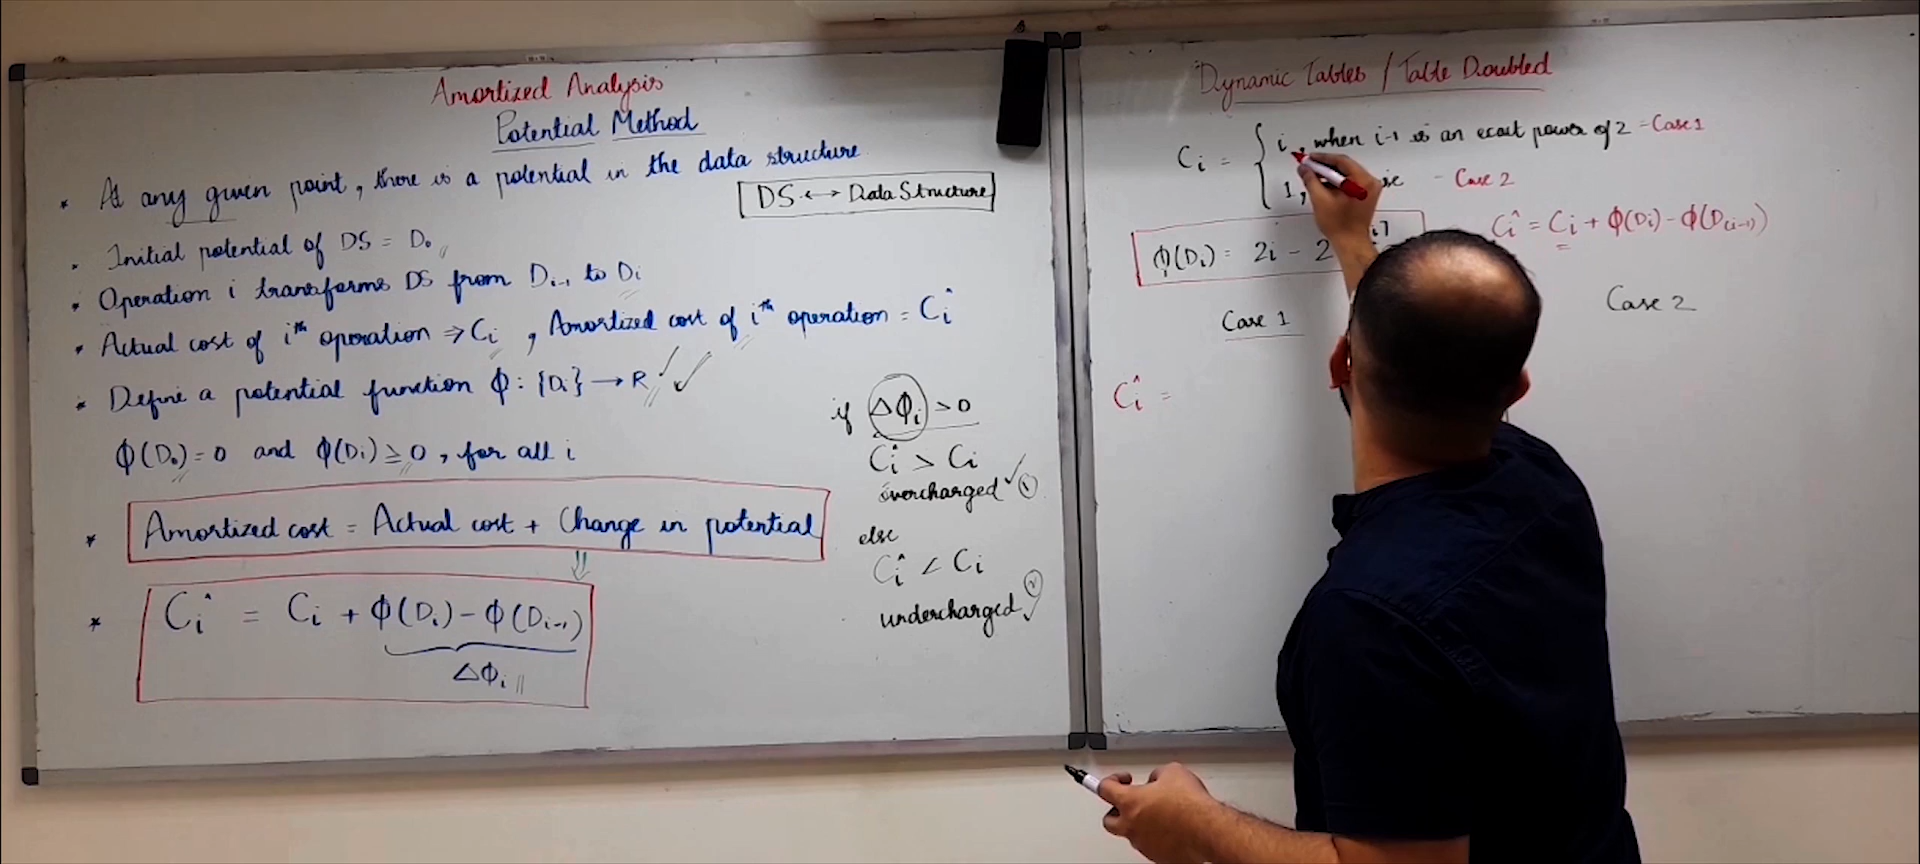 Amortized Analysis
Potential Method
* At any given point, there is a potential in the data structure
DS ↔ Data Structure
* Initial potential of DS = D₀
* Operation i transforms DS from Dᵢ₋₁ to Dᵢ
* Actual cost of iᵗʰ operation ⇒ Cᵢ , Amortized cost of iᵗʰ operation = Ĉᵢ
* Define a potential function ϕ : {Dᵢ} → R ✓
ϕ(D₀) = 0 and ϕ(Dᵢ) ≥ 0 , for all i
* Amortized cost = Actual cost + Change in potential
⇓
* Ĉᵢ = Cᵢ + ϕ(Dᵢ) - ϕ(Dᵢ₋₁)
Δϕᵢ
if Δϕᵢ > 0
Ĉᵢ > Cᵢ
overcharged ✓ ①
else
Ĉᵢ < Cᵢ
undercharged ✓ ②
Dynamic Tables / Table Doubled
Cᵢ = { i, when i-1 is an exact power of 2 - Case 1
1, - Case 2
Ĉᵢ = Cᵢ + ϕ(Dᵢ) - ϕ(D(i-1))
ϕ(Dᵢ) = 2i - 2
Case 1
Case 2
Ĉᵢ =